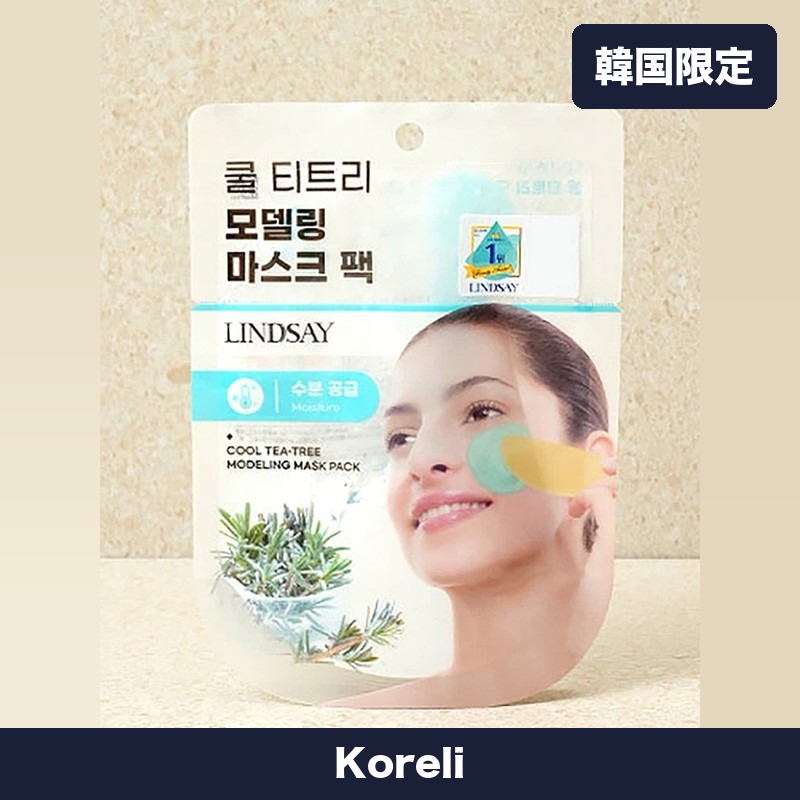 韓国限定
쿨 티트리
모델링
마스크 팩
1위
LINDSAY
LINDSAY
수분 공급
Moisture
COOL TEA-TREE
MODELING MASK PACK
Koreli